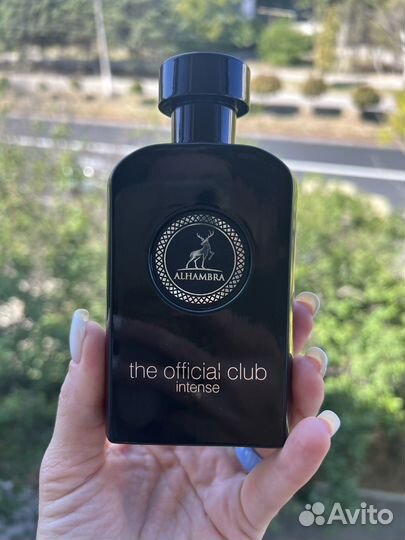 ALHAMBRA
the official club
intense
Avito